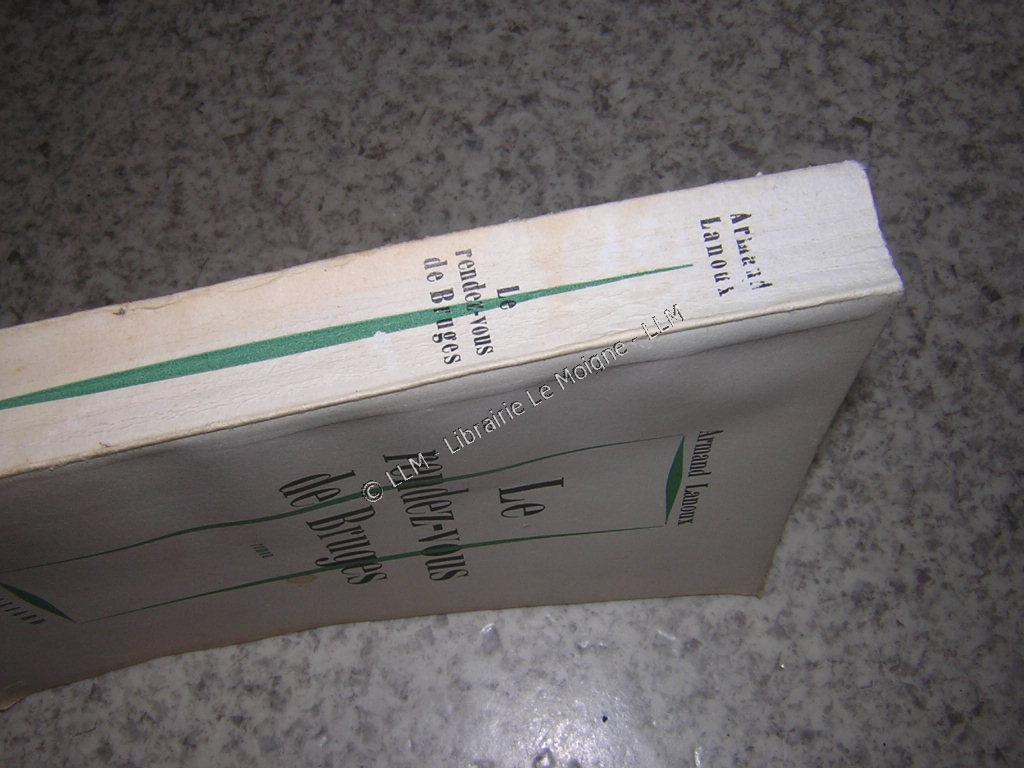 Armand
Lanoux
Le
rendez-vous
de Bruges
© LLM - Librairie Le Moigne - LLM
Armand Lanoux
Le
rendez-vous
de Bruges